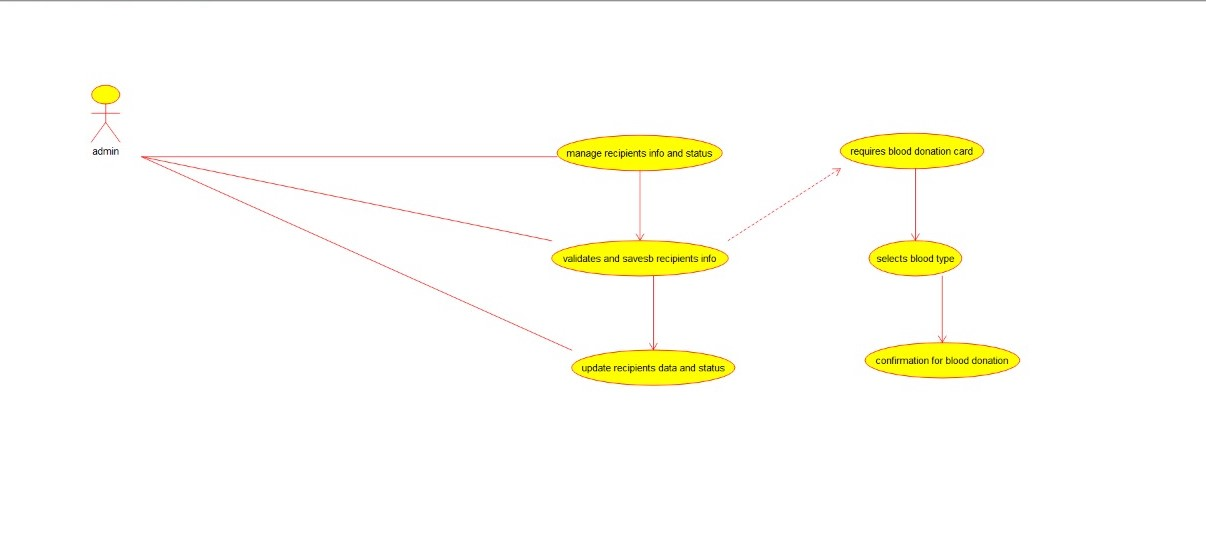 admin
manage recipients info and status
requires blood donation card
validates and savesb recipients info
selects blood type
update recipients data and status
confirmation for blood donation